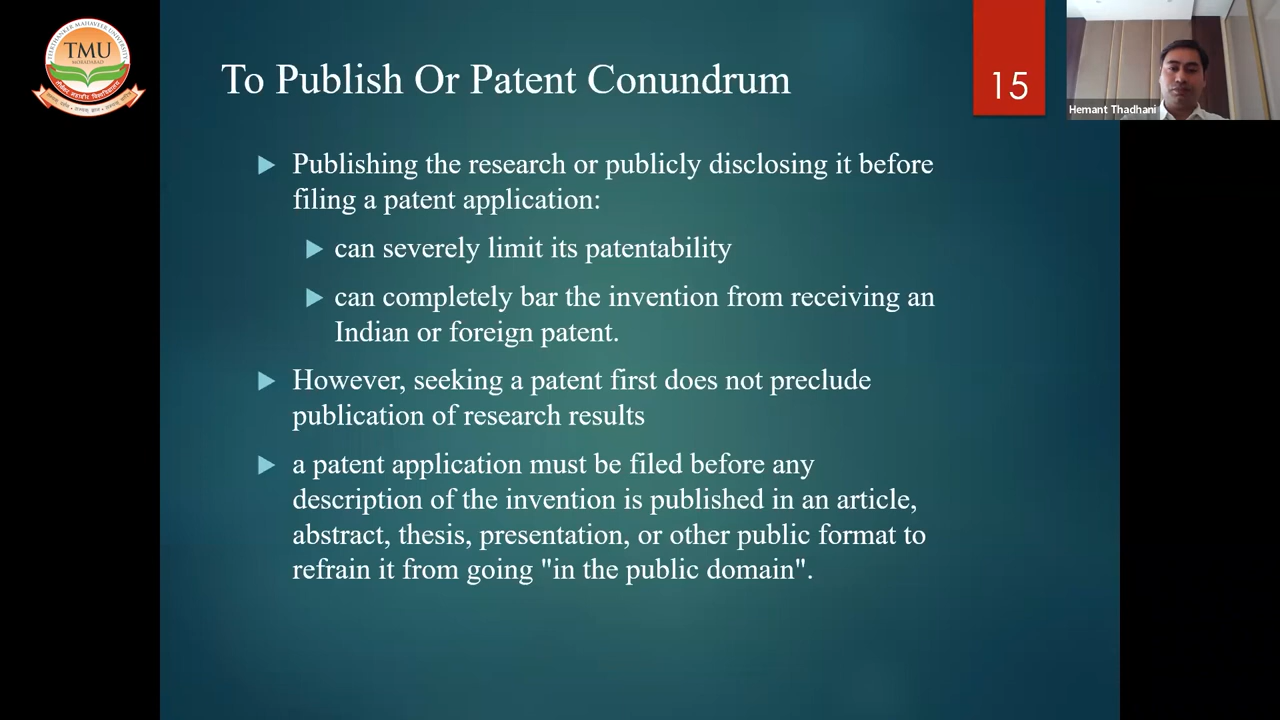 TEERTHANKER MAHAVEER UNIVERSITY
TMU
MORADABAD
To Publish Or Patent Conundrum
15
Hemant Thadhani
Publishing the research or publicly disclosing it before
filing a patent application:
can severely limit its patentability
can completely bar the invention from receiving an
Indian or foreign patent.
However, seeking a patent first does not preclude
publication of research results
a patent application must be filed before any
description of the invention is published in an article,
abstract, thesis, presentation, or other public format to
refrain it from going "in the public domain".